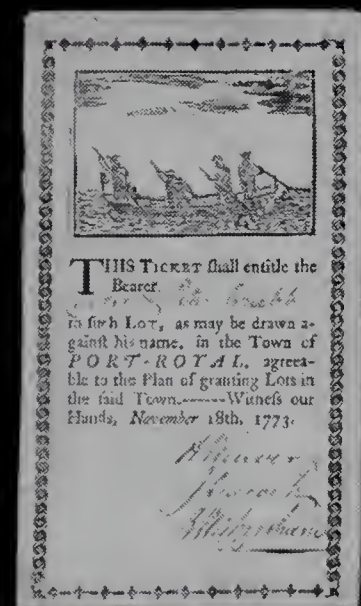 THIS TICKET ſhall entitle the
Bearer
to ſuch LOT, as may be drawn a-
gainſt his name, in the Town of
PORT-ROYAL, agreea-
ble to the Plan of granting Lots in
the ſaid Town.------Witneſs our
Hands, November 18th, 1773.